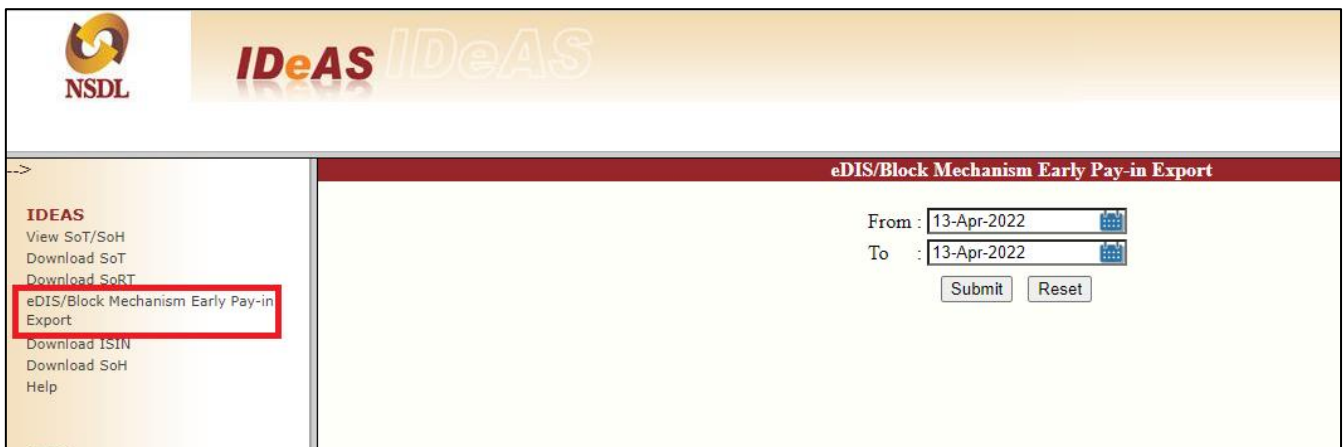 NSDL
IDeAS IDeAS
-->
eDIS/Block Mechanism Early Pay-in Export
IDEAS
View SoT/SoH
Download SoT
Download SoRT
eDIS/Block Mechanism Early Pay-in
Export
Download ISIN
Download SoH
Help
From : 13-Apr-2022
To : 13-Apr-2022
Submit Reset